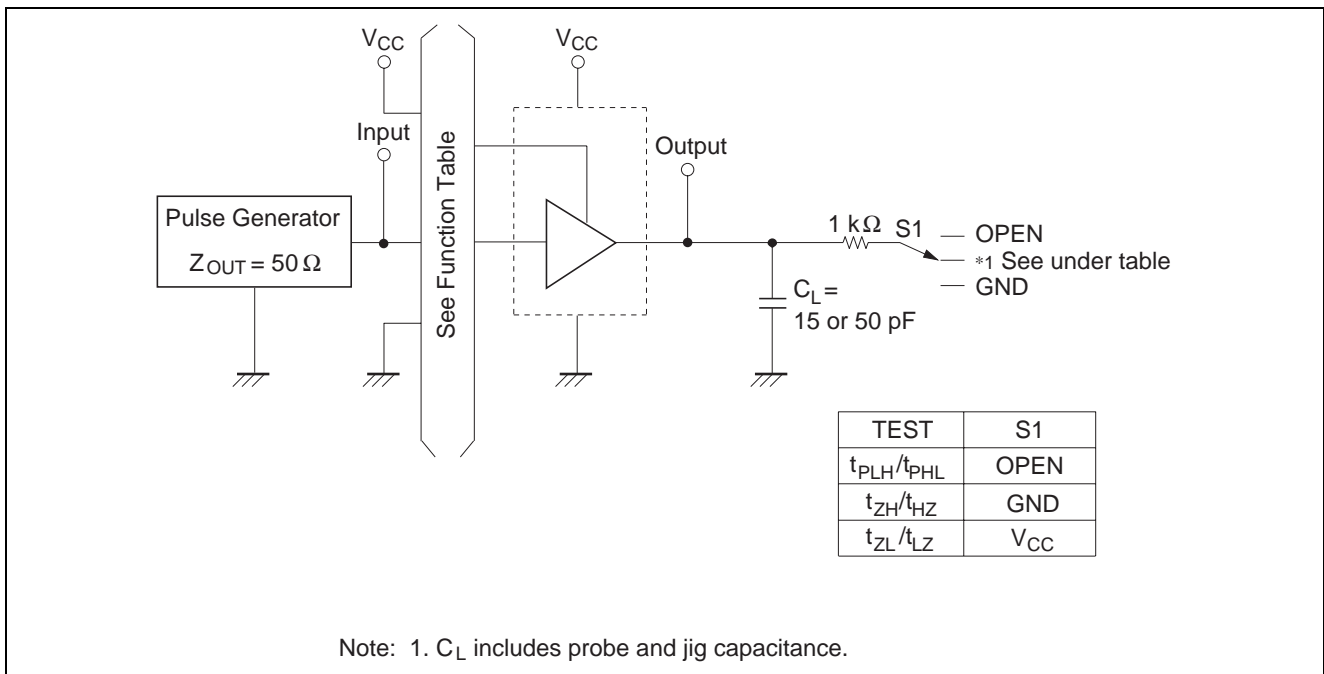 VCC
VCC
Input
See Function Table
Output
Pulse Generator
ZOUT = 50 Ω
1 kΩ
S1
OPEN
*1 See under table
GND
CL =
15 or 50 pF
TEST S1
tPLH/tPHL OPEN
tZH/tHZ GND
tZL/tLZ VCC
Note: 1. CL includes probe and jig capacitance.